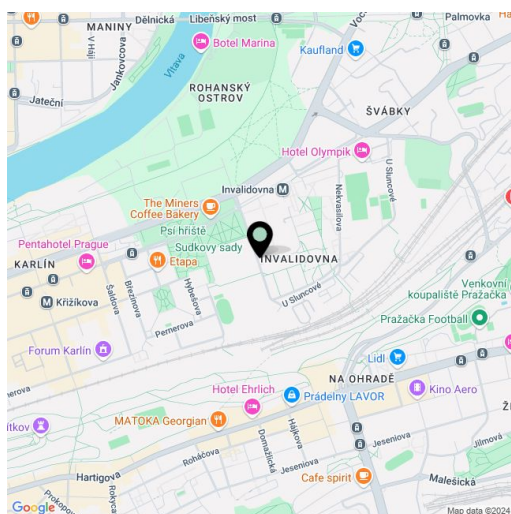 MANINY
Dělnická
Libeňský most
Palmovka
V Háji
Jankovcova
Botel Marina
Kaufland
Vltava
Jateční
ROHANSKÝ
OSTROV
ŠVÁBKY
Hotel Olympik
U Sluncové
Invalidovna
The Miners
Coffee Bakery
Nekvasilova
Psí hřiště
Sudkovy sady
Pentahotel Prague
KARLÍN
Etapa
INVALIDOVNA
Venkovní
koupaliště Pražačka
Křižíkova
Šaldova
Březinova
Hybešova
U Sluncové
Pražačka Football
Pernerova
Forum Karlín
Lidl
NA OHRADĚ
Hotel Ehrlich
Prádelny LAVOR
Kino Aero
MATOKA Georgian
Domažlická
Hájkova
Jeseniova
Jilmová
Roháčova
Hartigova
Jeseniova
Cafe spirit
Malešická
Google
Map data ©2024